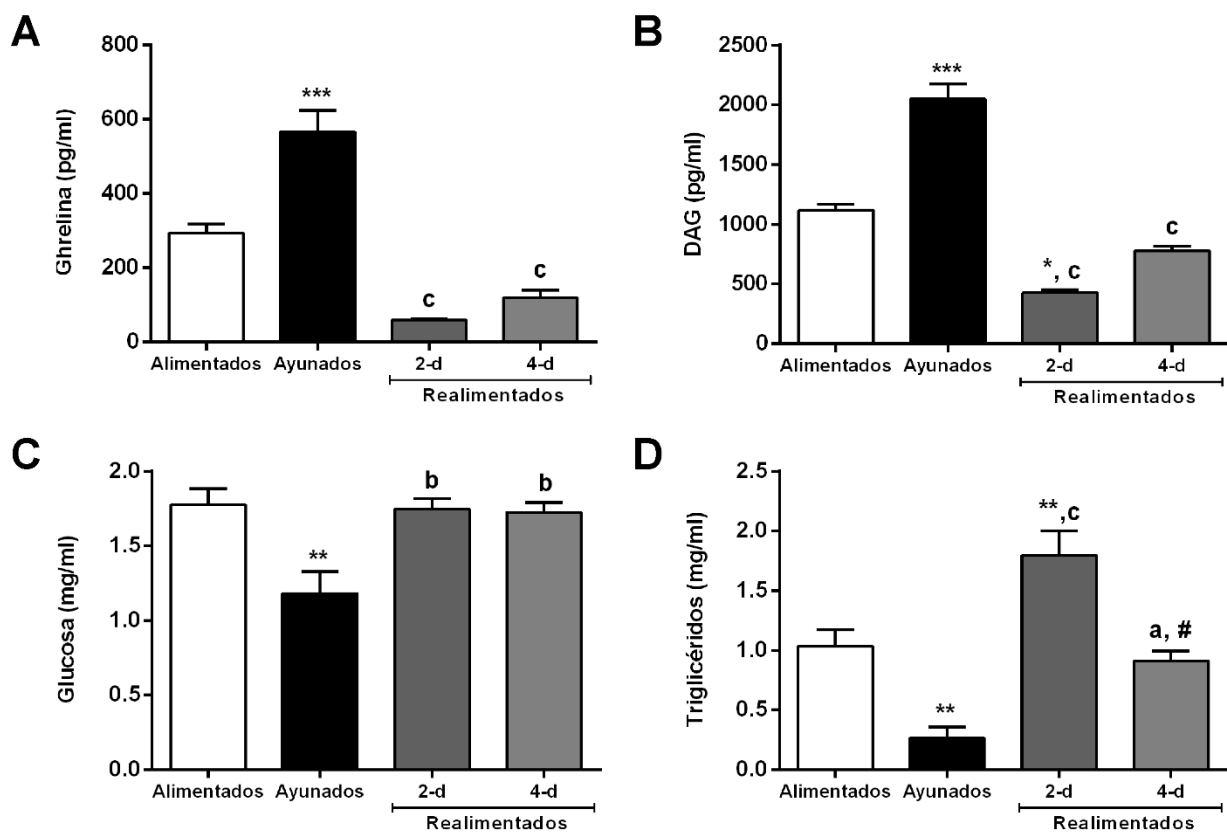 A
Ghrelina (pg/ml)
800
600
400
200
0
***
c
c
Alimentados Ayunados 2-d 4-d
Realimentados
B
DAG (pg/ml)
2500
2000
1500
1000
500
0
***
*, c
c
Alimentados Ayunados 2-d 4-d
Realimentados
C
Glucosa (mg/ml)
2.0
1.5
1.0
0.5
0.0
**
b
b
Alimentados Ayunados 2-d 4-d
Realimentados
D
Triglicéridos (mg/ml)
2.5
2.0
1.5
1.0
0.5
0.0
**
**,c
a, #
Alimentados Ayunados 2-d 4-d
Realimentados